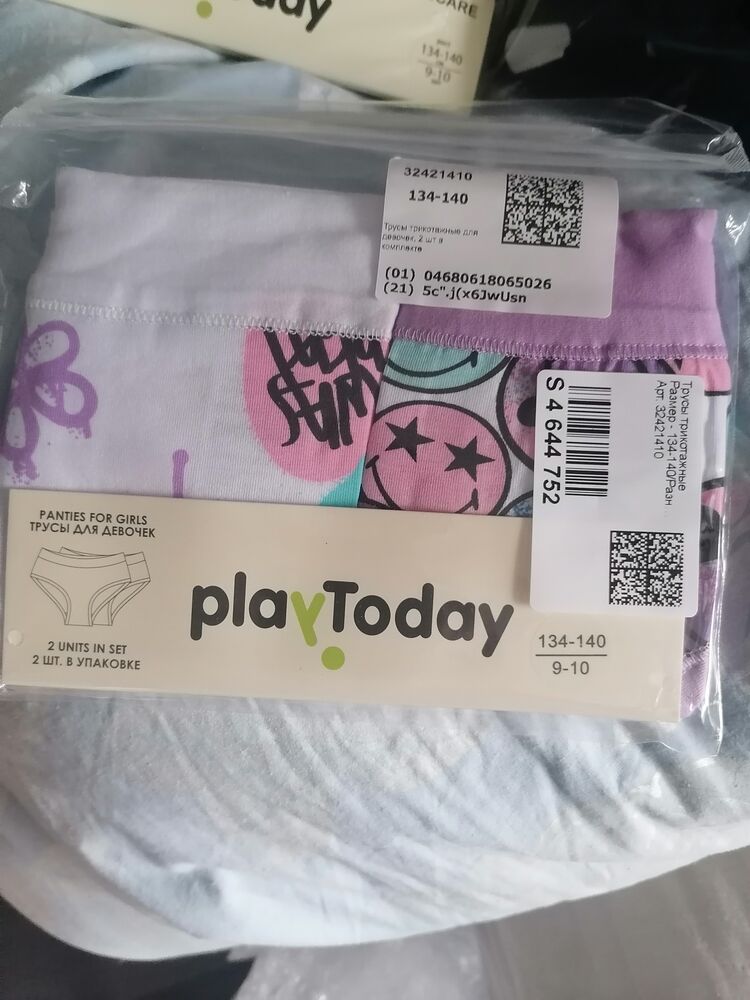 Today
CARE
134-140
9-10
32421410
134-140
Трусы трикотажные для
девочек, 2 шт в
комплекте
(01) 04680618065026
(21) 5c".j(x6JwUsn
S 4 644 752
Трусы трикотажные
Размер - 134-140/Разн
Арт. 32421410
PANTIES FOR GIRLS
ТРУСЫ ДЛЯ ДЕВОЧЕК
2 UNITS IN SET
2 ШТ. В УПАКОВКЕ
playToday
134-140
9-10